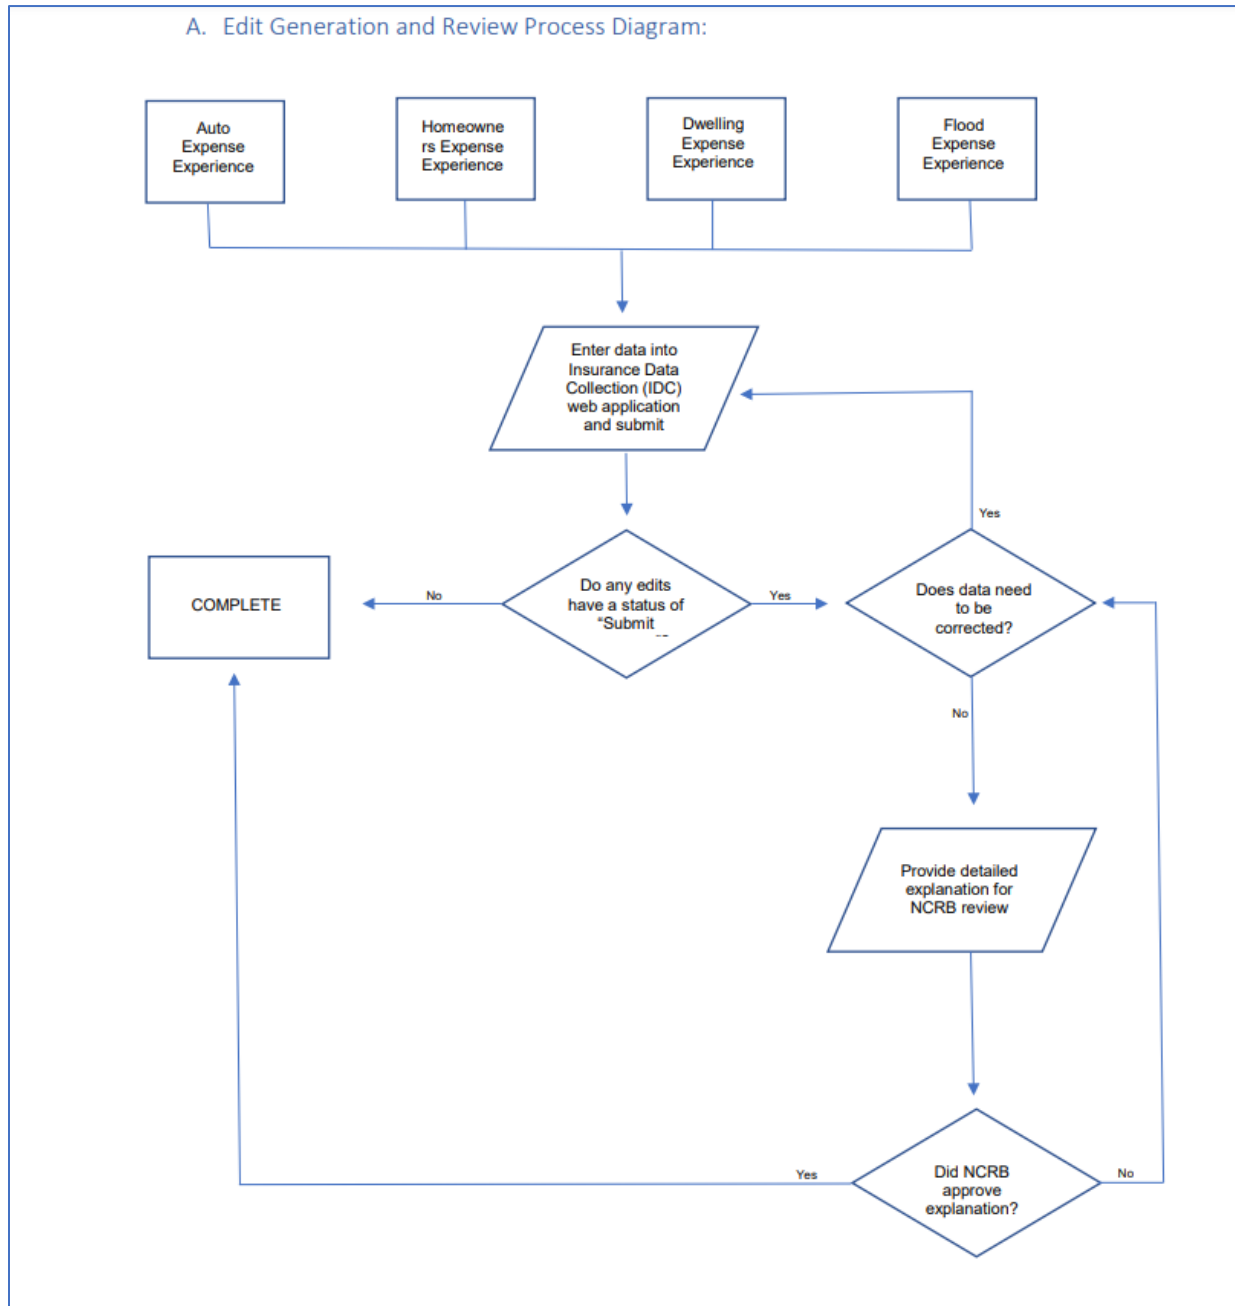 A. Edit Generation and Review Process Diagram:
Auto
Expense
Experience
Homeowne
rs Expense
Experience
Dwelling
Expense
Experience
Flood
Expense
Experience
Enter data into
Insurance Data
Collection (IDC)
web application
and submit
Yes
COMPLETE
No
Do any edits
have a status of
“Submit
Yes
Does data need
to be
corrected?
No
Provide detailed
explanation for
NCRB review
Yes
Did NCRB
approve
explanation?
No